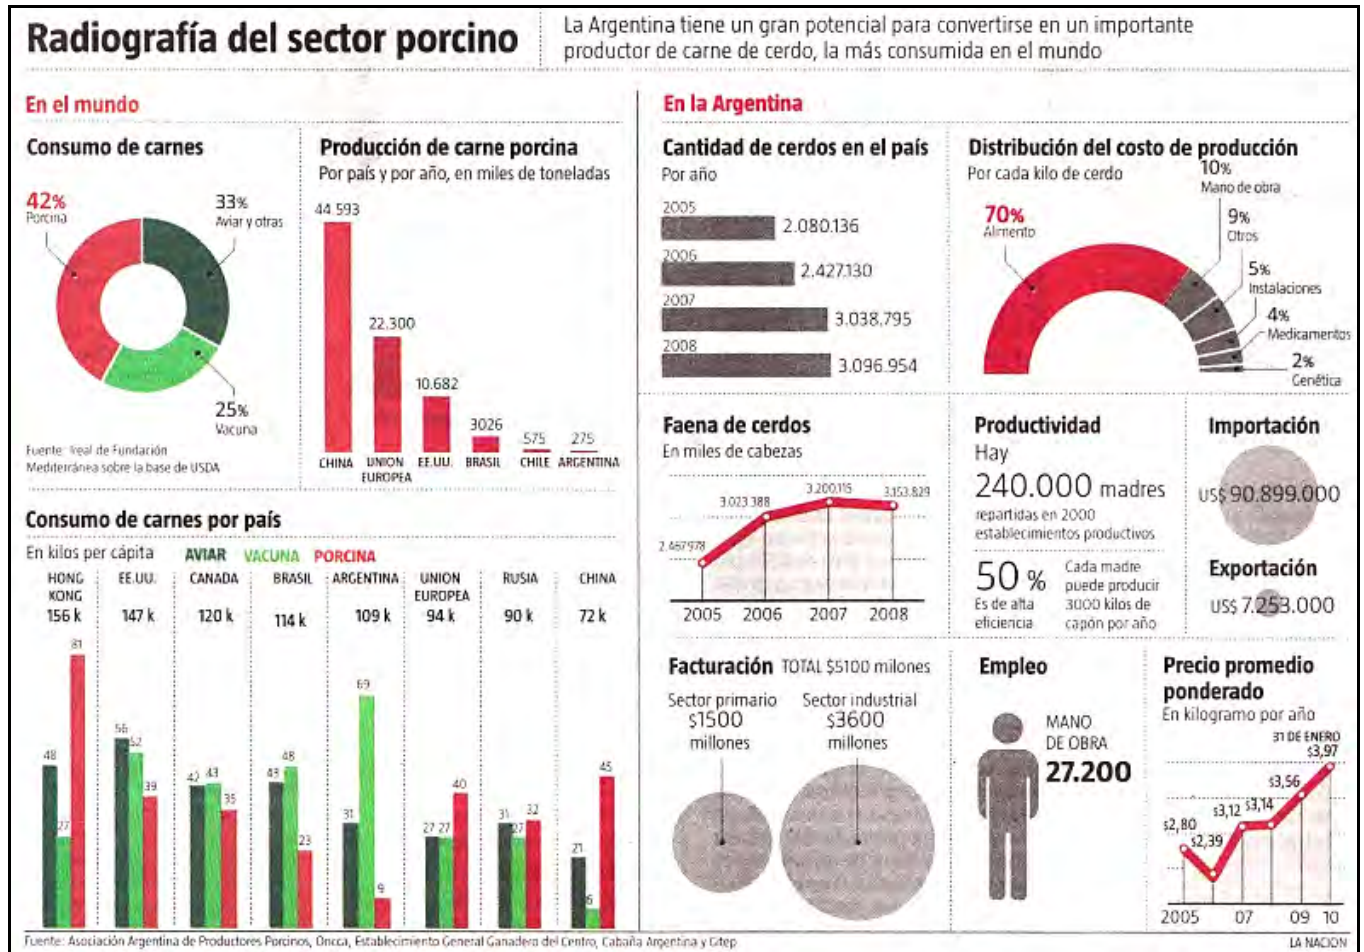 Radiografía del sector porcino
La Argentina tiene un gran potencial para convertirse en un importante
productor de carne de cerdo, la más consumida en el mundo
En el mundo
Consumo de carnes
42%
Porcina
33%
Aviar y otras
25%
Vacuna
Fuente: Ieral de Fundación
Mediterránea sobre la base de USDA
Producción de carne porcina
Por país y por año, en miles de toneladas
44.593
22.300
10.682
3026
575
275
CHINA
UNION
EUROPEA
EE.UU.
BRASIL
CHILE
ARGENTINA
Consumo de carnes por país
En kilos per cápita
AVIAR
VACUNA
PORCINA
HONG
KONG
156 k
48
27
81
EE.UU.
147 k
56
52
39
CANADA
120 k
42
43
35
BRASIL
114 k
43
48
23
ARGENTINA
109 k
31
69
9
UNION
EUROPEA
94 k
27
27
40
RUSIA
90 k
31
27
32
CHINA
72 k
21
6
45
En la Argentina
Cantidad de cerdos en el país
Por año
2005
2.080.136
2006
2.427.130
2007
3.038.795
2008
3.096.954
Distribución del costo de producción
Por cada kilo de cerdo
70%
Alimento
10%
Mano de obra
9%
Otros
5%
Instalaciones
4%
Medicamentos
2%
Genética
Faena de cerdos
En miles de cabezas
2.467.978
3.023.388
3.200.115
3.153.829
2005
2006
2007
2008
Productividad
Hay
240.000 madres
repartidas en 2000
establecimientos productivos
50 %
Es de alta
eficiencia
Cada madre
puede producir
3000 kilos de
capón por año
Importación
US$ 90.899.000
Exportación
US$ 7.253.000
Facturación TOTAL $5100 milones
Sector primario
$1500
millones
Sector industrial
$3600
millones
Empleo
MANO
DE OBRA
27.200
Precio promedio
ponderado
En kilogramo por año
31 DE ENERO
$3,97
$3,56
$3,14
$3,12
$2,39
$2,80
2005
07
09
10
Fuente: Asociación Argentina de Productores Porcinos, Oncca, Establecimiento General Ganadero del Centro, Cabaña Argentina y Gitep
LA NACION